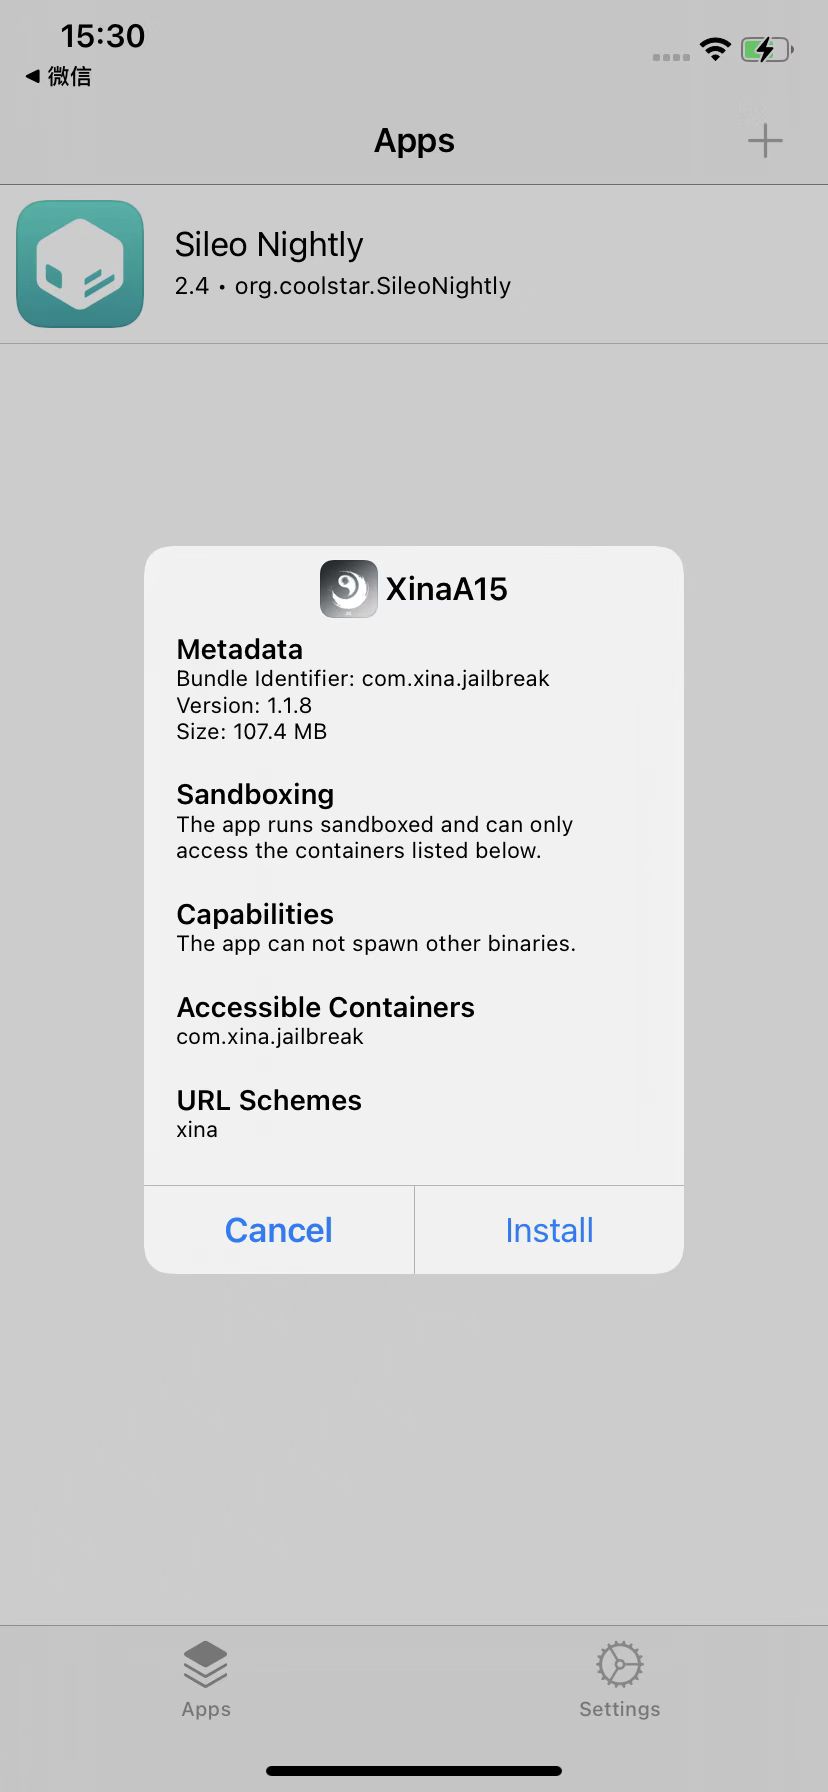 15:30
微信
Apps
Sileo Nightly
2.4 • org.coolstar.SileoNightly
XinaA15
Metadata
Bundle Identifier: com.xina.jailbreak
Version: 1.1.8
Size: 107.4 MB
Sandboxing
The app runs sandboxed and can only
access the containers listed below.
Capabilities
The app can not spawn other binaries.
Accessible Containers
com.xina.jailbreak
URL Schemes
xina
Cancel
Install
Apps
Settings